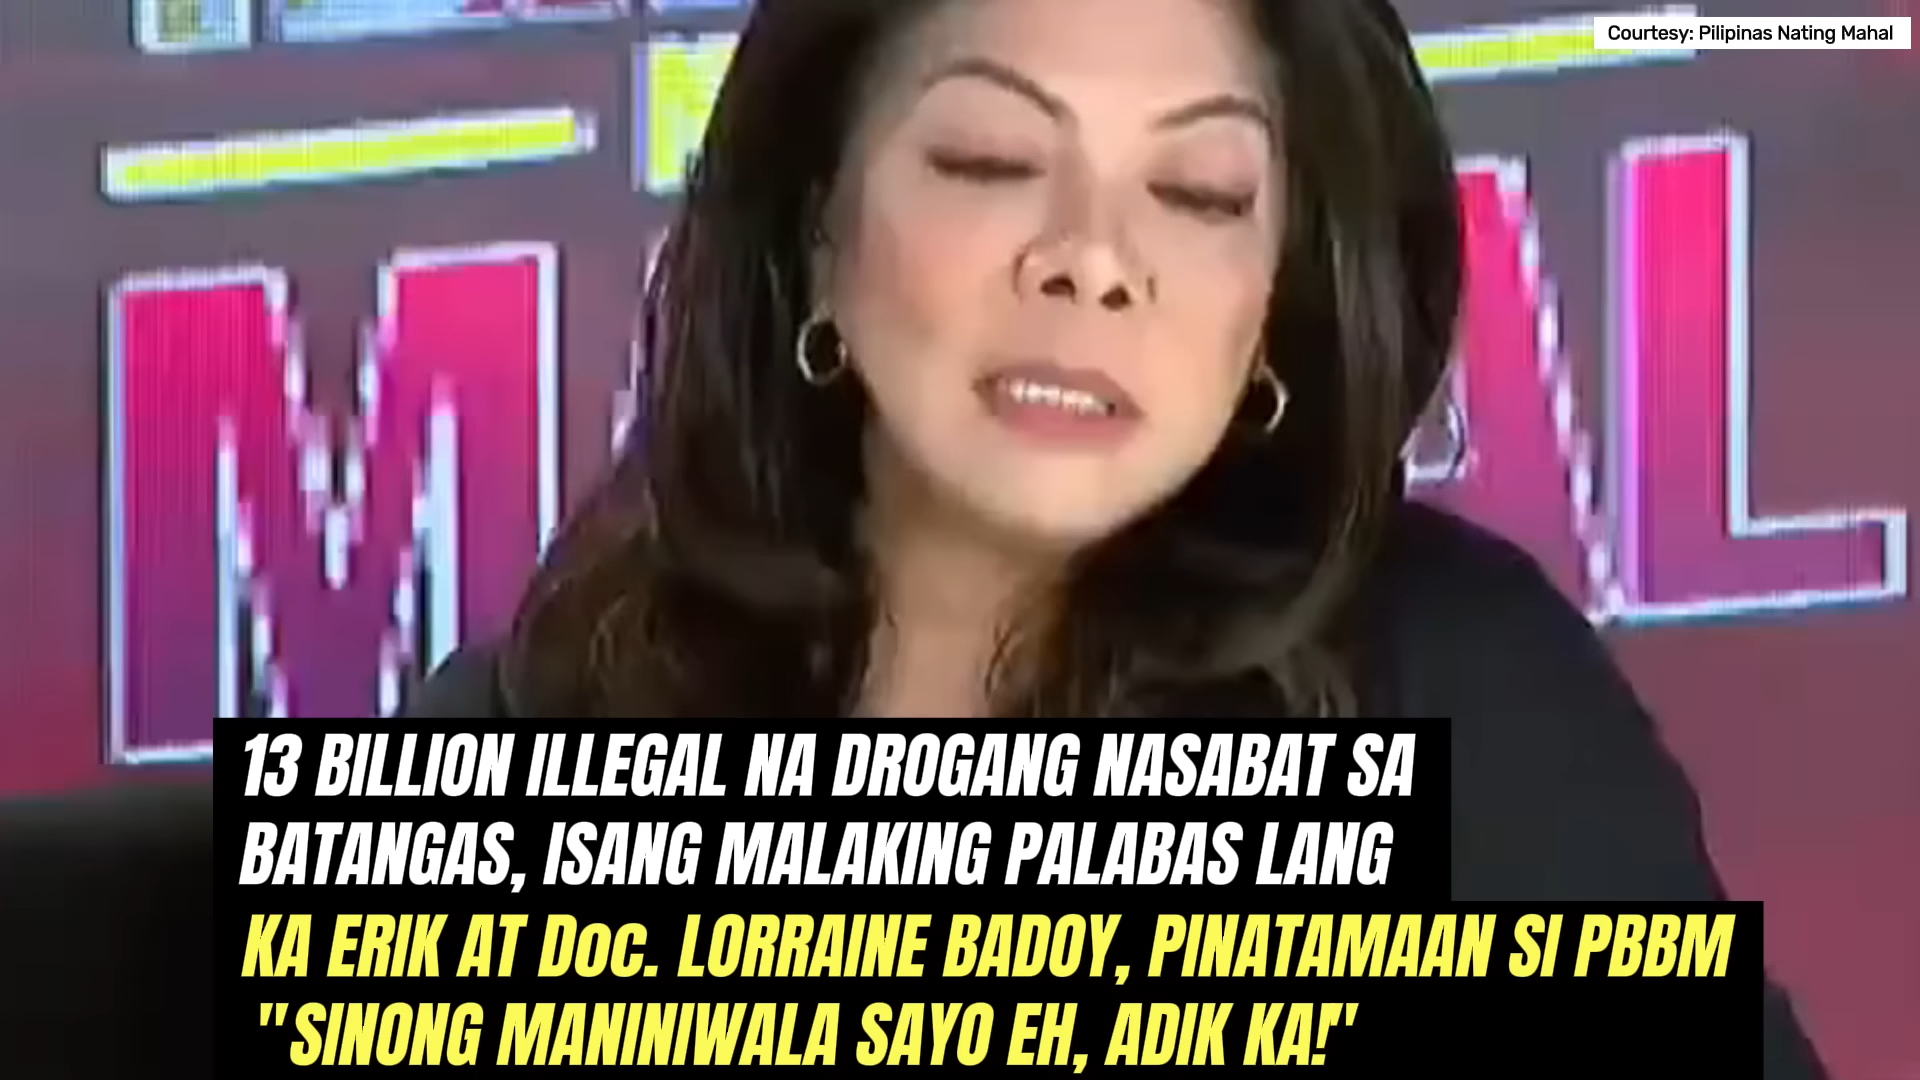 Courtesy: Pilipinas Nating Mahal
13 BILLION ILLEGAL NA DROGANG NASABAT SA
BATANGAS, ISANG MALAKING PALABAS LANG
KA ERIK AT Doc. LORRAINE BADOY, PINATAMAAN SI PBBM
"SINONG MANINIWALA SAYO EH, ADIK KA!"